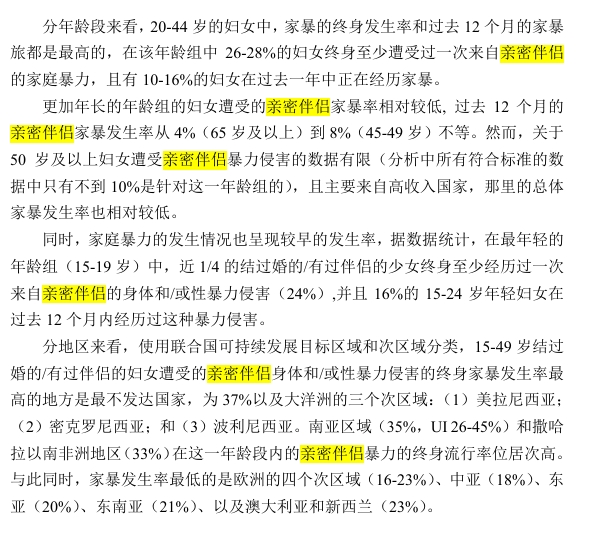 分年龄段来看，20-44 岁的妇女中，家暴的终身发生率和过去 12 个月的家暴
旅都是最高的，在该年龄组中 26-28%的妇女终身至少遭受过一次来自亲密伴侣
的家庭暴力，且有 10-16%的妇女在过去一年中正在经历家暴。
更加年长的年龄组的妇女遭受的亲密伴侣家暴率相对较低, 过去 12 个月的
亲密伴侣家暴发生率从 4%（65 岁及以上）到 8%（45-49 岁）不等。然而，关于
50 岁及以上妇女遭受亲密伴侣暴力侵害的数据有限（分析中所有符合标准的数
据中只有不到 10%是针对这一年龄组的），且主要来自高收入国家，那里的总体
家暴发生率也相对较低。
同时，家庭暴力的发生情况也呈现较早的发生率，据数据统计，在最年轻的
年龄组（15-19 岁）中，近 1/4 的结过婚的/有过伴侣的少女终身至少经历过一次
来自亲密伴侣的身体和/或性暴力侵害（24%）,并且 16%的 15-24 岁年轻妇女在
过去 12 个月内经历过这种暴力侵害。
分地区来看，使用联合国可持续发展目标区域和次区域分类，15-49 岁结过
婚的/有过伴侣的妇女遭受的亲密伴侣身体和/或性暴力侵害的终身家暴发生率最
高的地方是最不发达国家，为 37%以及大洋洲的三个次区域：（1）美拉尼西亚；
（2）密克罗尼西亚；和（3）波利尼西亚。南亚区域（35%，UI 26-45%）和撒哈
拉以南非洲地区（33%）在这一年龄段内的亲密伴侣暴力的终身流行率位居次高。
与此同时，家暴发生率最低的是欧洲的四个次区域（16-23%）、中亚（18%）、东
亚（20%）、东南亚（21%）、以及澳大利亚和新西兰（23%）。